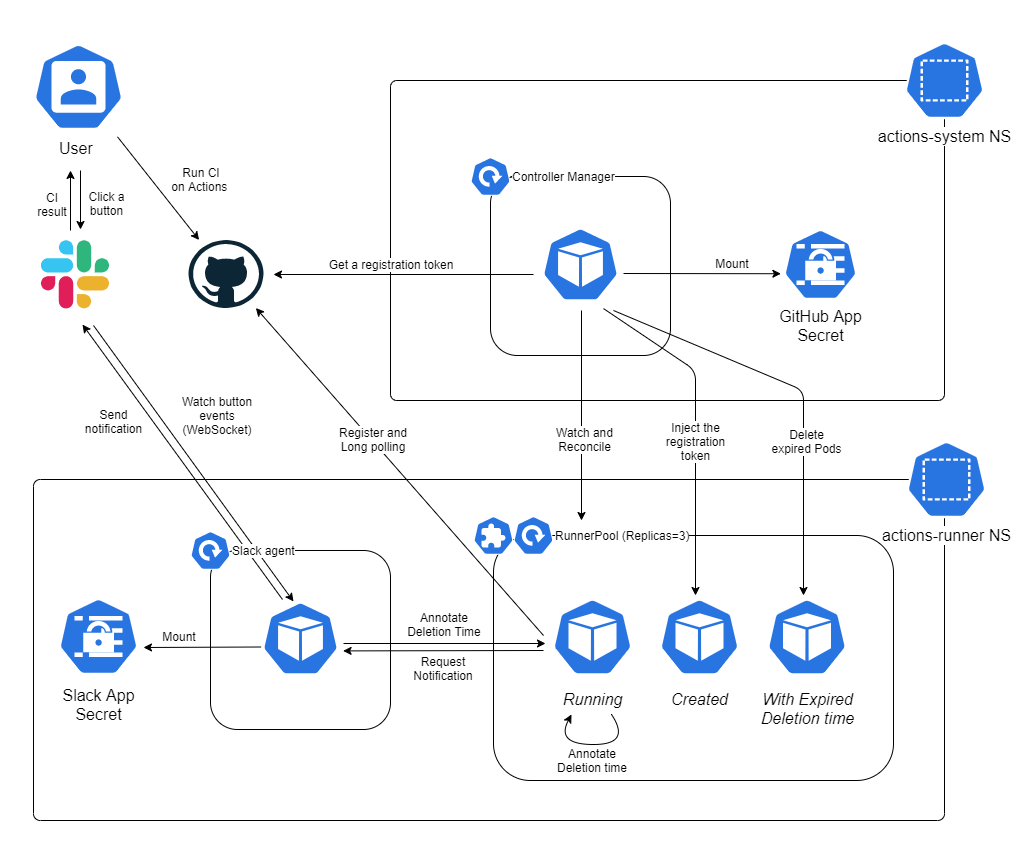 User
actions-system NS
Run CI
on Actions
CI
result
Click a
button
Controller Manager
Get a registration token
Mount
GitHub App
Secret
Send
notification
Watch button
events
(WebSocket)
Register and
Long polling
Watch and
Reconcile
Inject the
registration
token
Delete
expired Pods
actions-runner NS
Slack agent
RunnerPool (Replicas=3)
Mount
Slack App
Secret
Annotate
Deletion Time
Request
Notification
Running
Created
With Expired
Deletion time
Annotate
Deletion time